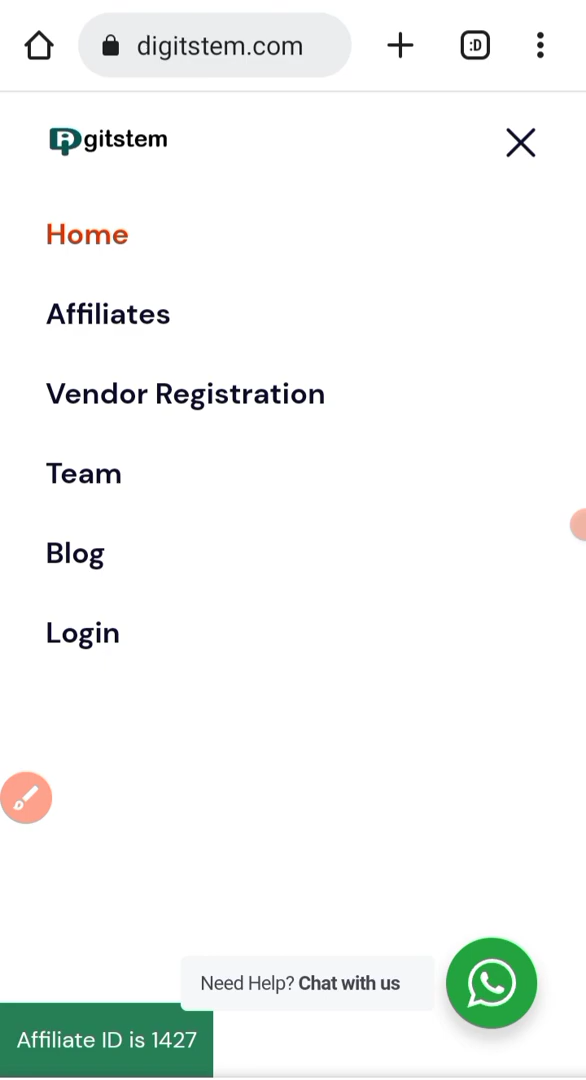 digitstem.com
:D
Digitstem
Home
Affiliates
Vendor Registration
Team
Blog
Login
Need Help? Chat with us
Affiliate ID is 1427